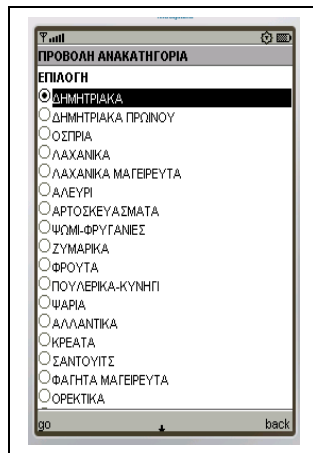 ΠΡΟΒΟΛΗ ΑΝΑΚΑΤΗΓΟΡΙΑ
ΕΠΙΛΟΓΗ
ΔΗΜΗΤΡΙΑΚΑ
ΔΗΜΗΤΡΙΑΚΑ ΠΡΩΙΝΟΥ
ΟΣΠΡΙΑ
ΛΑΧΑΝΙΚΑ
ΛΑΧΑΝΙΚΑ ΜΑΓΕΙΡΕΥΤΑ
ΑΛΕΥΡΙ
ΑΡΤΟΣΚΕΥΑΣΜΑΤΑ
ΨΩΜΙ-ΦΡΥΓΑΝΙΕΣ
ΖΥΜΑΡΙΚΑ
ΦΡΟΥΤΑ
ΠΟΥΛΕΡΙΚΑ-ΚΥΝΗΓΙ
ΨΑΡΙΑ
ΑΛΛΑΝΤΙΚΑ
ΚΡΕΑΤΑ
ΣΑΝΤΟΥΙΤΣ
ΦΑΓΗΤΑ ΜΑΓΕΙΡΕΥΤΑ
ΟΡΕΚΤΙΚΑ
go back